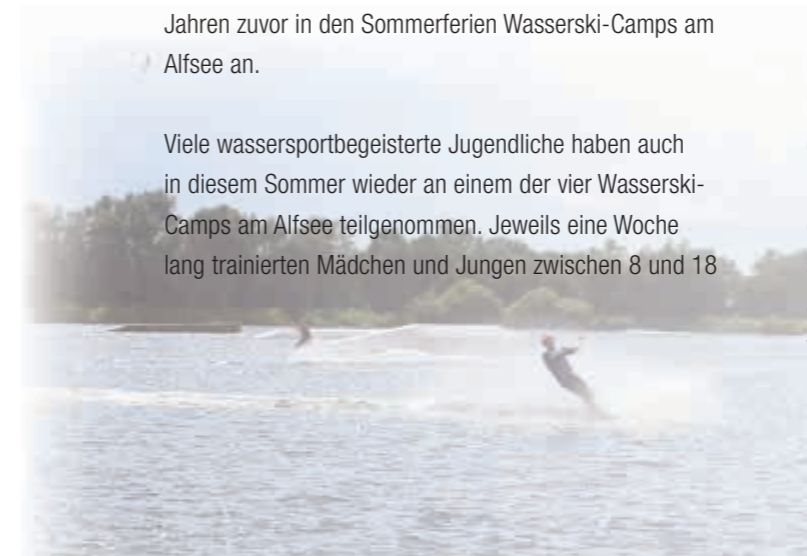 Jahren zuvor in den Sommerferien Wasserski-Camps am
Alfsee an.
Viele wassersportbegeisterte Jugendliche haben auch
in diesem Sommer wieder an einem der vier Wasserski-
Camps am Alfsee teilgenommen. Jeweils eine Woche
lang trainierten Mädchen und Jungen zwischen 8 und 18